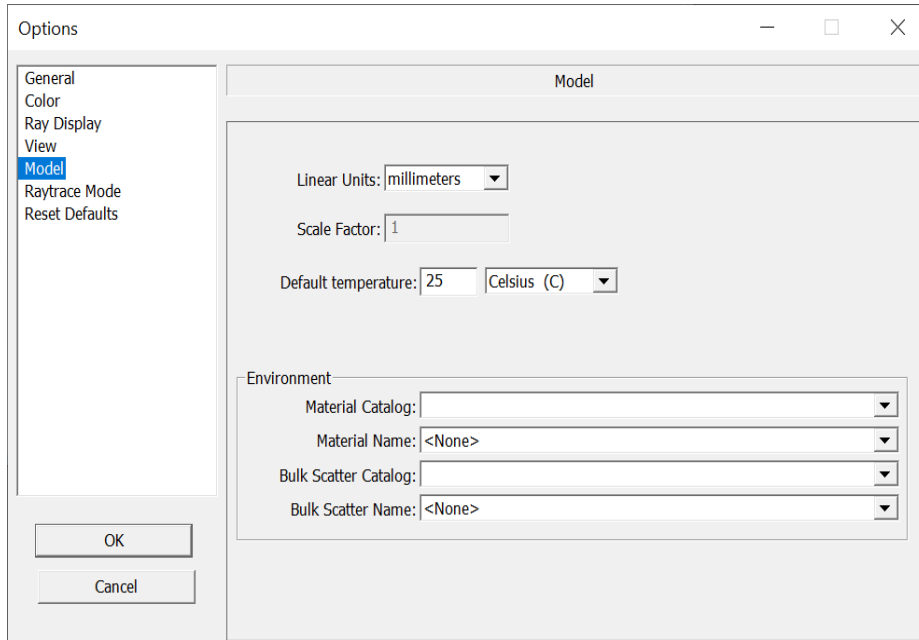 Options
General
Color
Ray Display
View
Model
Raytrace Mode
Reset Defaults
OK
Cancel
Model
Linear Units: millimeters
Scale Factor: 1
Default temperature: 25 Celsius (C)
Environment
Material Catalog:
Material Name: <None>
Bulk Scatter Catalog:
Bulk Scatter Name: <None>